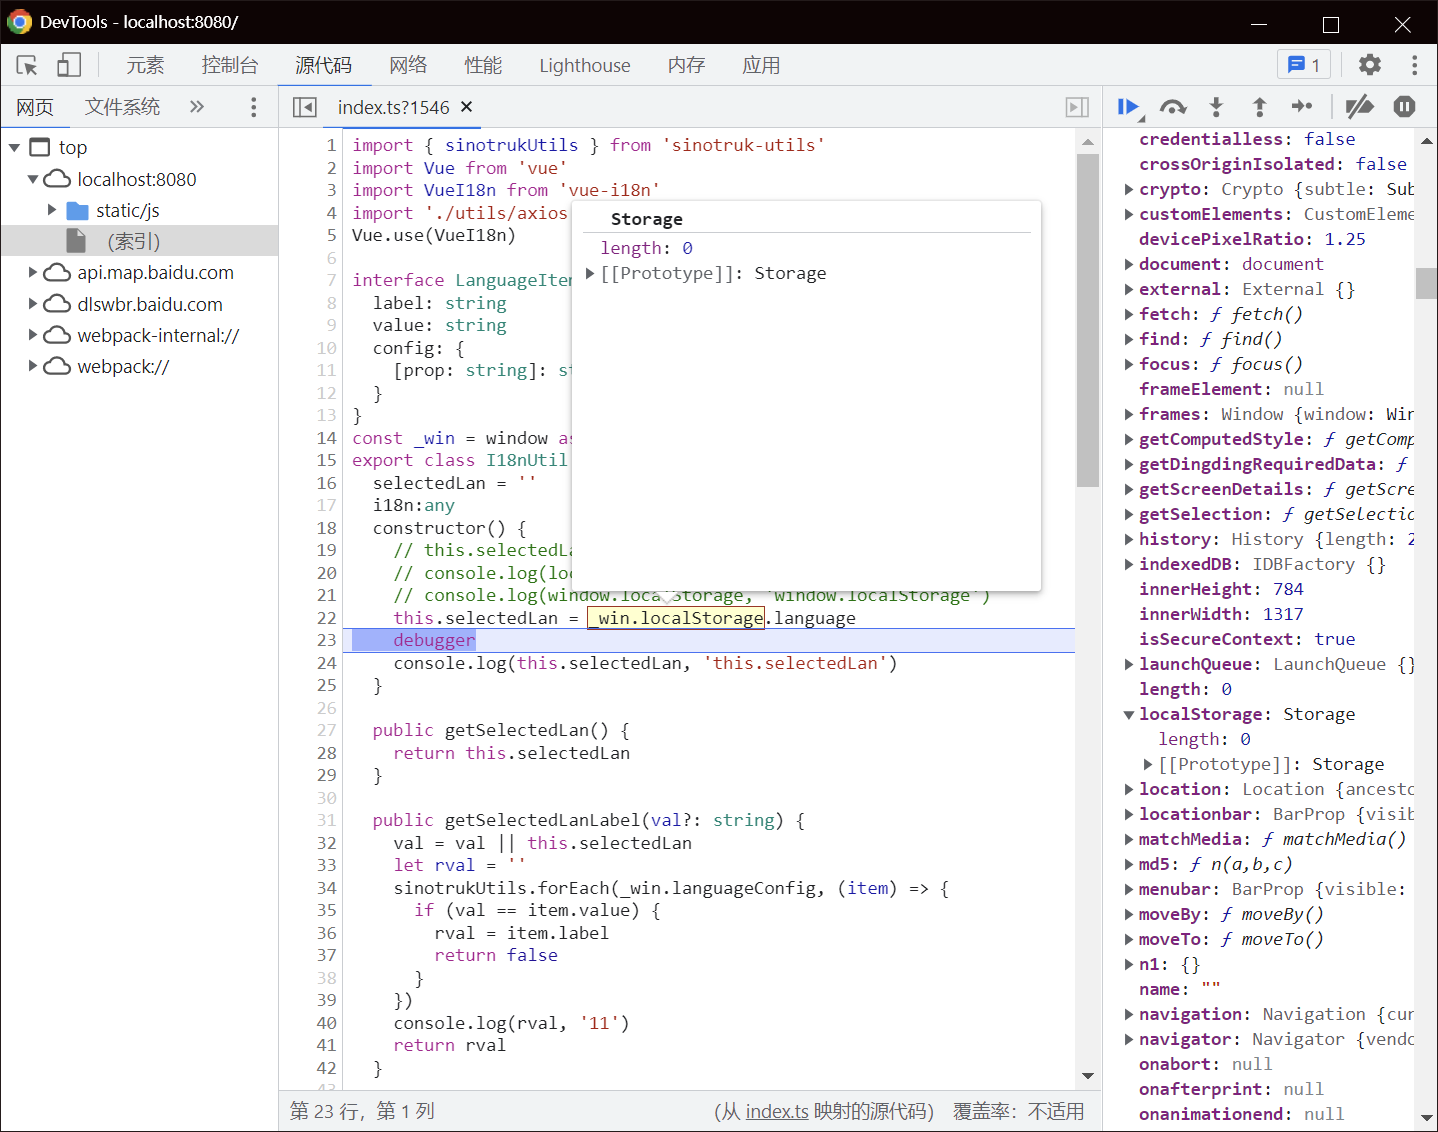 DevTools - localhost:8080/
元素 控制台 源代码 网络 性能 Lighthouse 内存 应用 1
网页 文件系统 »
index.ts?1546 ×
top
localhost:8080
static/js
(索引)
api.map.baidu.com
dlswbr.baidu.com
webpack-internal://
webpack://
1 import { sinotrukUtils } from 'sinotruk-utils'
2 import Vue from 'vue'
3 import VueI18n from 'vue-i18n'
4 import './utils/axios
5 Vue.use(VueI18n)
6
7 interface LanguageIte
8 label: string
9 value: string
10 config: {
11 [prop: string]: s
12 }
13 }
14 const _win = window as
15 export class I18nUtil
16 selectedLan = ''
17 i18n:any
18 constructor() {
19 // this.selectedLa
20 // console.log(lo
21 // console.log(window.localStorage, 'window.localStorage')
22 this.selectedLan = _win.localStorage.language
23 debugger
24 console.log(this.selectedLan, 'this.selectedLan')
25 }
26
27 public getSelectedLan() {
28 return this.selectedLan
29 }
30
31 public getSelectedLanLabel(val?: string) {
32 val = val || this.selectedLan
33 let rval = ''
34 sinotrukUtils.forEach(_win.languageConfig, (item) => {
35 if (val == item.value) {
36 rval = item.label
37 return false
38 }
39 })
40 console.log(rval, '11')
41 return rval
42 }
43
Storage
length: 0
[[Prototype]]: Storage
第 23 行，第 1 列
(从 index.ts 映射的源代码) 覆盖率：不适用
credentialless: false
crossOriginIsolated: false
crypto: Crypto {subtle: Sub
customElements: CustomEleme
devicePixelRatio: 1.25
document: document
external: External {}
fetch: ƒ fetch()
find: ƒ find()
focus: ƒ focus()
frameElement: null
frames: Window {window: Win
getComputedStyle: ƒ getComp
getDingdingRequiredData: ƒ
getScreenDetails: ƒ getScre
getSelection: ƒ getSelectio
history: History {length: 2
indexedDB: IDBFactory {}
innerHeight: 784
innerWidth: 1317
isSecureContext: true
launchQueue: LaunchQueue {}
length: 0
localStorage: Storage
length: 0
[[Prototype]]: Storage
location: Location {ancesto
locationbar: BarProp {visib
matchMedia: ƒ matchMedia()
md5: ƒ n(a,b,c)
menubar: BarProp {visible:
moveBy: ƒ moveBy()
moveTo: ƒ moveTo()
n1: {}
name: ""
navigation: Navigation {cur
navigator: Navigator {vendo
onabort: null
onafterprint: null
onanimationend: null